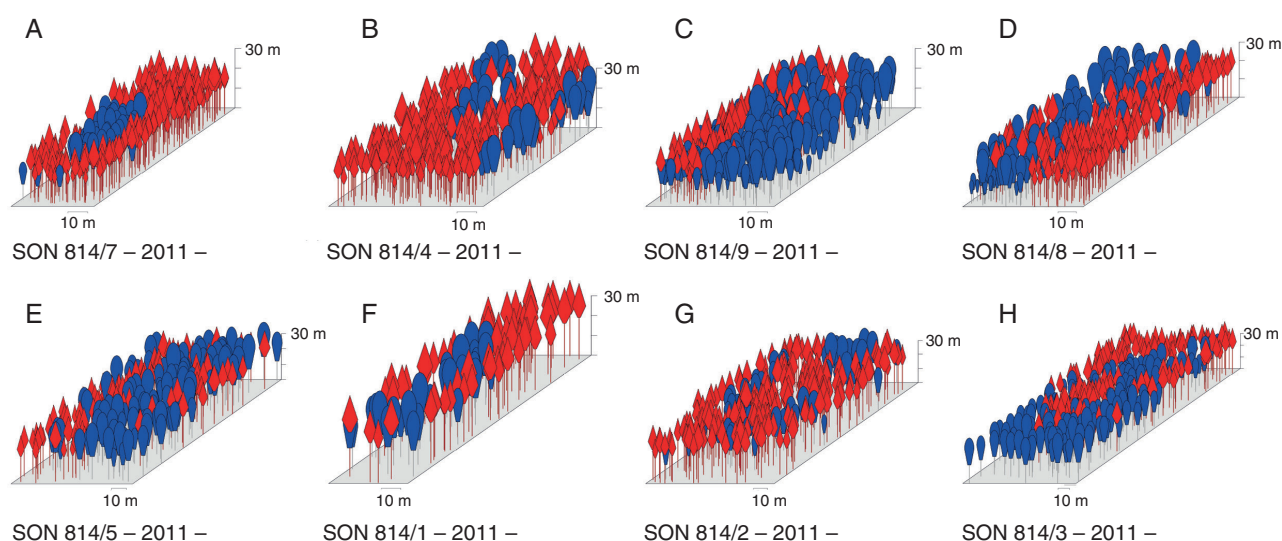 A
B
C
D
30 m
30 m
30 m
30 m
10 m
10 m
10 m
10 m
SON 814/7 – 2011 –
SON 814/4 – 2011 –
SON 814/9 – 2011 –
SON 814/8 – 2011 –
E
F
G
H
30 m
30 m
30 m
30 m
10 m
10 m
10 m
10 m
SON 814/5 – 2011 –
SON 814/1 – 2011 –
SON 814/2 – 2011 –
SON 814/3 – 2011 –